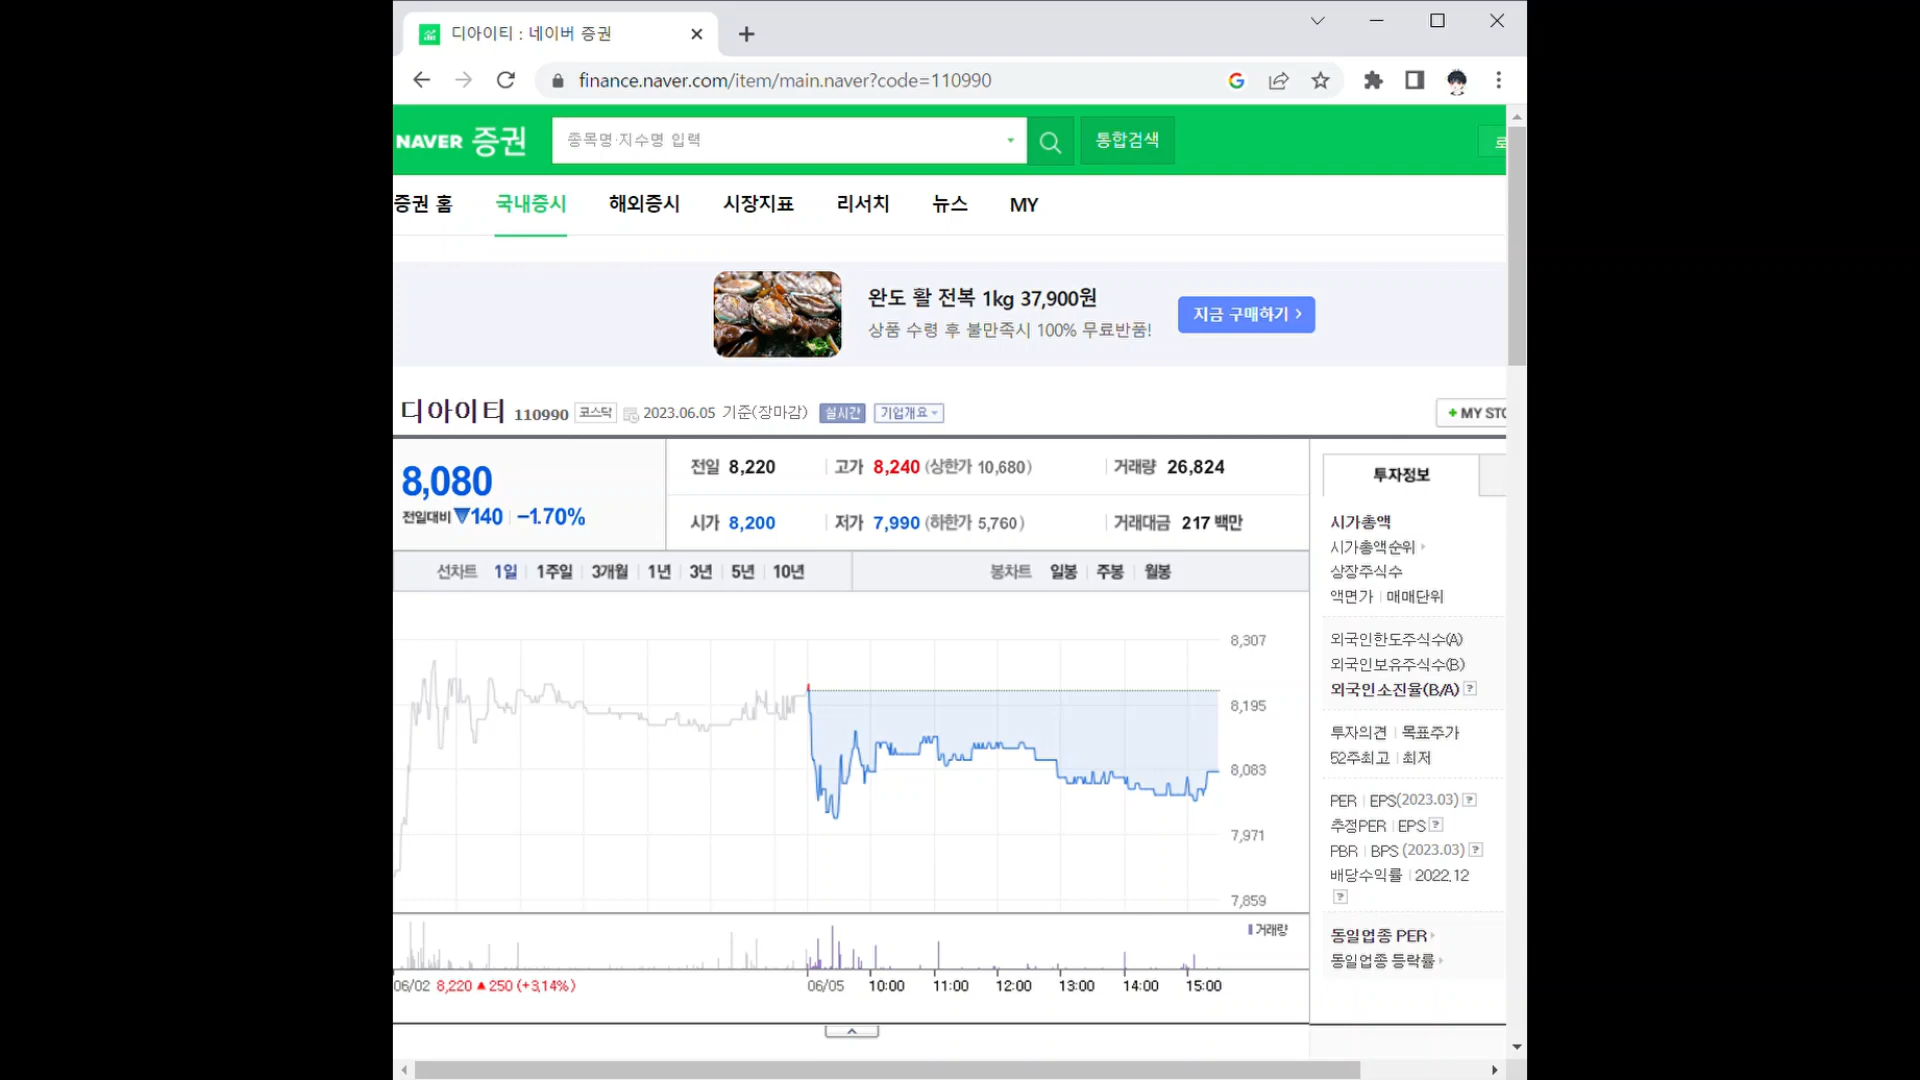 디아이티 : 네이버 증권
finance.naver.com/item/main.naver?code=110990
NAVER 증권
종목명·지수명 입력
통합검색
로
증권 홈 국내증시 해외증시 시장지표 리서치 뉴스 MY
완도 활 전복 1kg 37,900원
상품 수령 후 불만족시 100% 무료반품!
지금 구매하기 >
디아이티 110990 코스닥 2023.06.05 기준(장마감) 실시간 기업개요
+ MY STO
8,080
전일대비 ▼140 | −1.70%
전일 8,220 고가 8,240 (상한가 10,680) 거래량 26,824
시가 8,200 저가 7,990 (하한가 5,760) 거래대금 217 백만
선차트 1일 1주일 3개월 1년 3년 5년 10년 봉차트 일봉 주봉 월봉
8,307
8,195
8,083
7,971
7,859
거래량
06/02 8,220 ▲250 (+3.14%) 06/05 10:00 11:00 12:00 13:00 14:00 15:00
투자정보
시가총액
시가총액순위
상장주식수
액면가 | 매매단위
외국인한도주식수(A)
외국인보유주식수(B)
외국인소진율(B/A) ?
투자의견 | 목표주가
52주최고 | 최저
PER | EPS(2023.03) ?
추정PER | EPS ?
PBR | BPS (2023.03) ?
배당수익률 | 2022.12
?
동일업종 PER
동일업종 등락률